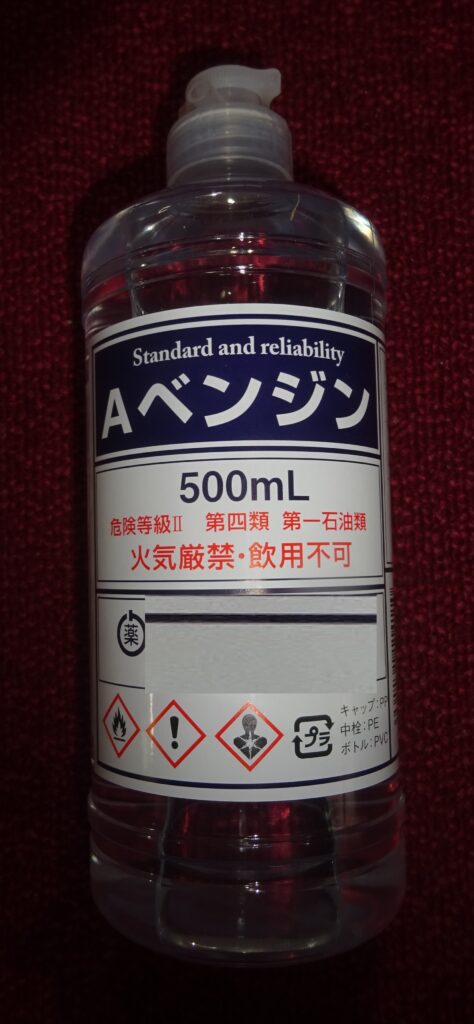 Standard and reliability
Aベンジン
500mL
危険等級Ⅱ 第四類 第一石油類
火気厳禁・飲用不可
薬
プラ
キャップ:PP
中栓:PE
ボトル:PVC